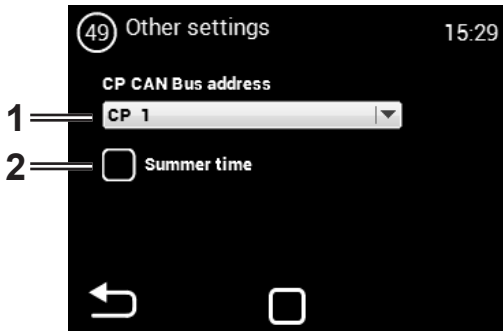 49 Other settings 15:29
CP CAN Bus address
1 CP 1
2 Summer time